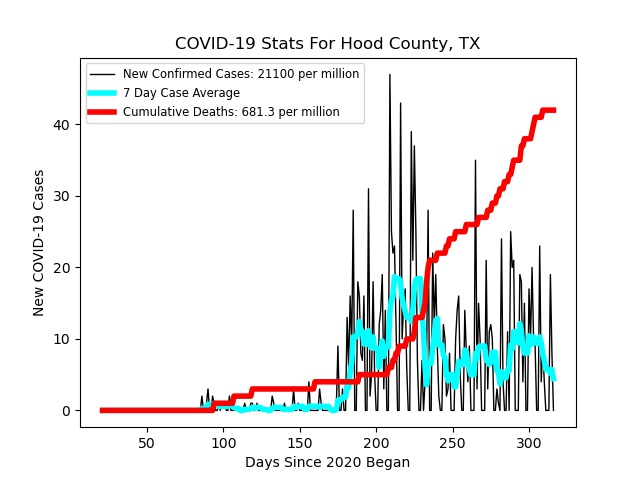 COVID-19 Stats For Hood County, TX
New Confirmed Cases: 21100 per million
7 Day Case Average
Cumulative Deaths: 681.3 per million
New COVID-19 Cases
40
30
20
10
0
50 100 150 200 250 300
Days Since 2020 Began